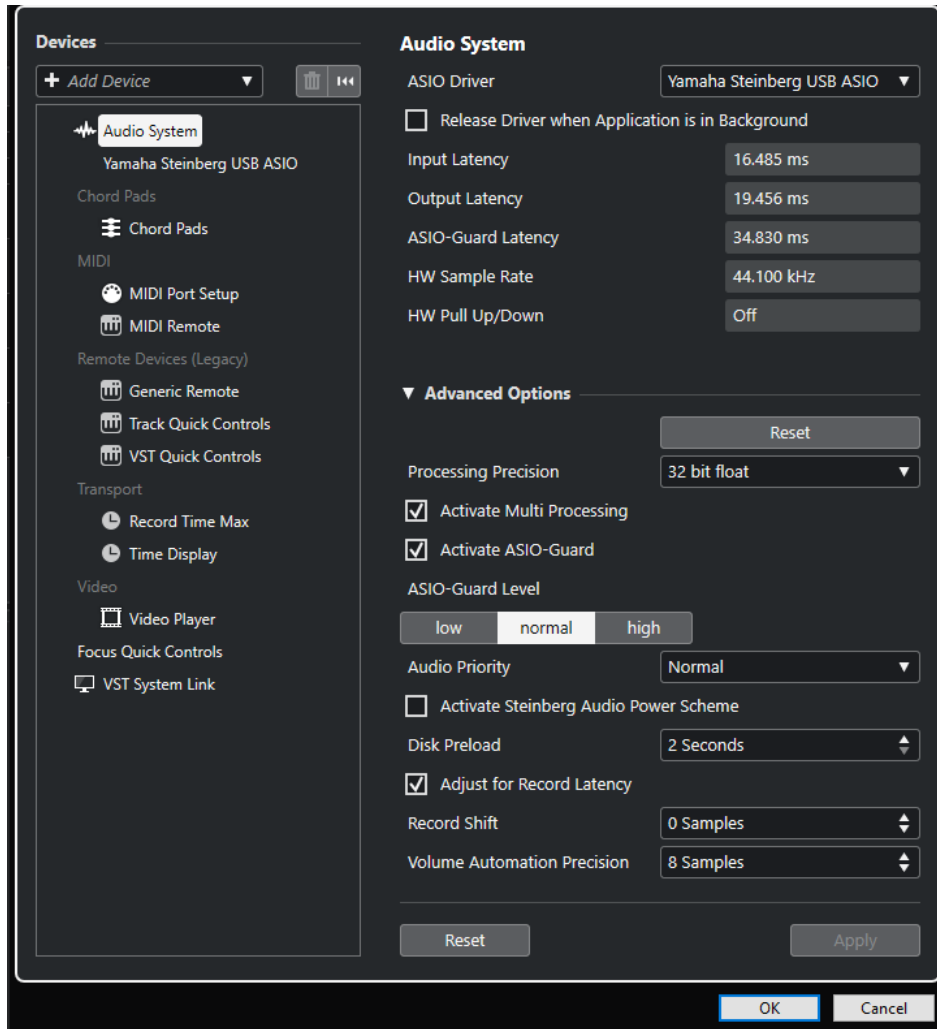 Devices
+ Add Device
Audio System
Yamaha Steinberg USB ASIO
Chord Pads
Chord Pads
MIDI
MIDI Port Setup
MIDI Remote
Remote Devices (Legacy)
Generic Remote
Track Quick Controls
VST Quick Controls
Transport
Record Time Max
Time Display
Video
Video Player
Focus Quick Controls
VST System Link
Audio System
ASIO Driver Yamaha Steinberg USB ASIO
Release Driver when Application is in Background
Input Latency 16.485 ms
Output Latency 19.456 ms
ASIO-Guard Latency 34.830 ms
HW Sample Rate 44.100 kHz
HW Pull Up/Down Off
Advanced Options
Reset
Processing Precision 32 bit float
Activate Multi Processing
Activate ASIO-Guard
ASIO-Guard Level
low normal high
Audio Priority Normal
Activate Steinberg Audio Power Scheme
Disk Preload 2 Seconds
Adjust for Record Latency
Record Shift 0 Samples
Volume Automation Precision 8 Samples
Reset Apply
OK Cancel